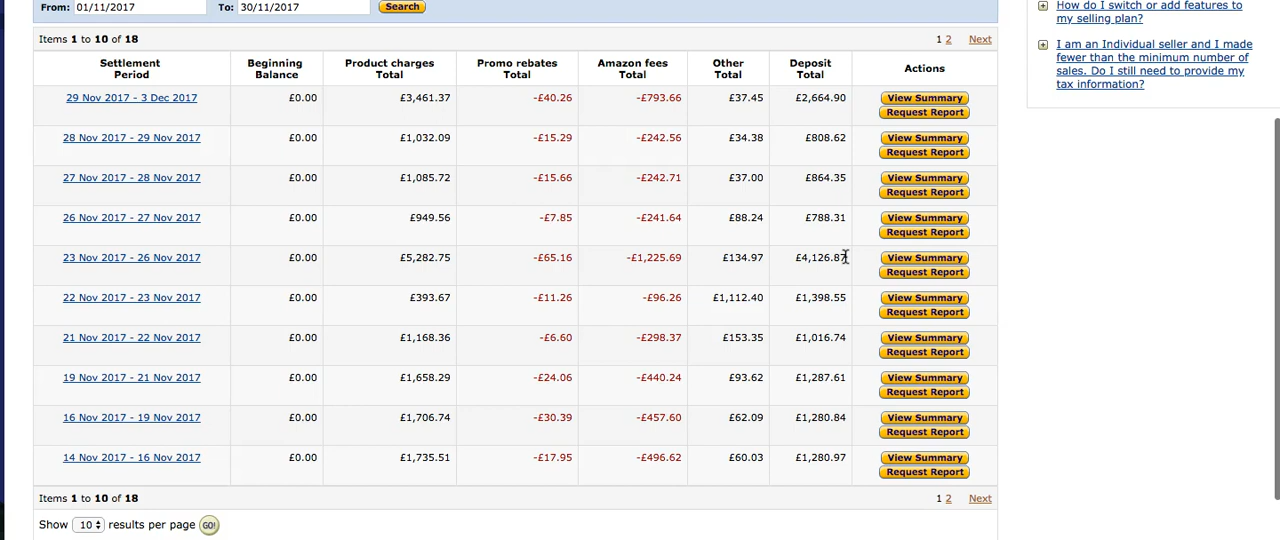 From: 01/11/2017 To: 30/11/2017 Search
How do I switch or add features to
my selling plan?
I am an Individual seller and I made
fewer than the minimum number of
sales. Do I still need to provide my
tax information?
Items 1 to 10 of 18 1 2 Next
Settlement Period Beginning Balance Product charges Total Promo rebates Total Amazon fees Total Other Total Deposit Total Actions
29 Nov 2017 - 3 Dec 2017 £0.00 £3,461.37 -£40.26 -£793.66 £37.45 £2,664.90 View Summary
Request Report
28 Nov 2017 - 29 Nov 2017 £0.00 £1,032.09 -£15.29 -£242.56 £34.38 £808.62 View Summary
Request Report
27 Nov 2017 - 28 Nov 2017 £0.00 £1,085.72 -£15.66 -£242.71 £37.00 £864.35 View Summary
Request Report
26 Nov 2017 - 27 Nov 2017 £0.00 £949.56 -£7.85 -£241.64 £88.24 £788.31 View Summary
Request Report
23 Nov 2017 - 26 Nov 2017 £0.00 £5,282.75 -£65.16 -£1,225.69 £134.97 £4,126.87 View Summary
Request Report
22 Nov 2017 - 23 Nov 2017 £0.00 £393.67 -£11.26 -£96.26 £1,112.40 £1,398.55 View Summary
Request Report
21 Nov 2017 - 22 Nov 2017 £0.00 £1,168.36 -£6.60 -£298.37 £153.35 £1,016.74 View Summary
Request Report
19 Nov 2017 - 21 Nov 2017 £0.00 £1,658.29 -£24.06 -£440.24 £93.62 £1,287.61 View Summary
Request Report
16 Nov 2017 - 19 Nov 2017 £0.00 £1,706.74 -£30.39 -£457.60 £62.09 £1,280.84 View Summary
Request Report
14 Nov 2017 - 16 Nov 2017 £0.00 £1,735.51 -£17.95 -£496.62 £60.03 £1,280.97 View Summary
Request Report
Items 1 to 10 of 18 1 2 Next
Show 10 results per page GO!